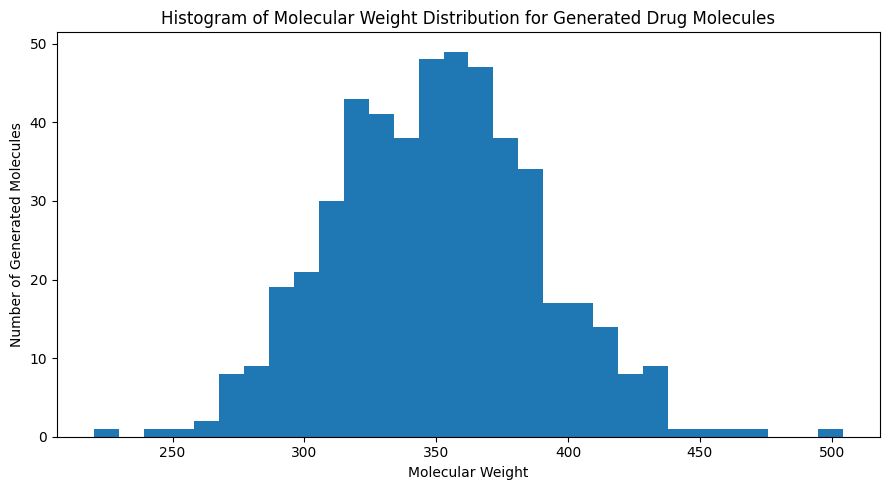 Histogram of Molecular Weight Distribution for Generated Drug Molecules
50
40
30
20
10
0
Number of Generated Molecules
250 300 350 400 450 500
Molecular Weight